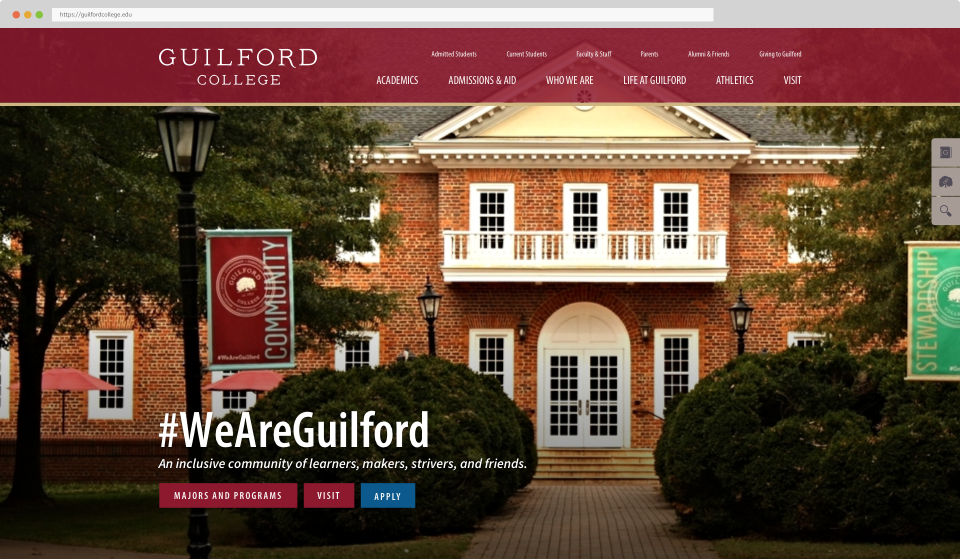 https://guilfordcollege.edu
GUILFORD
COLLEGE
Admitted Students Current Students Faculty & Staff Parents Alumni & Friends Giving to Guilford
ACADEMICS ADMISSIONS & AID WHO WE ARE LIFE AT GUILFORD ATHLETICS VISIT
GUILFORD
COLLEGE
COMMUNITY
#WeAreGuilford
STEWARDSHIP
#WeAreGuilford
An inclusive community of learners, makers, strivers, and friends.
MAJORS AND PROGRAMS VISIT APPLY